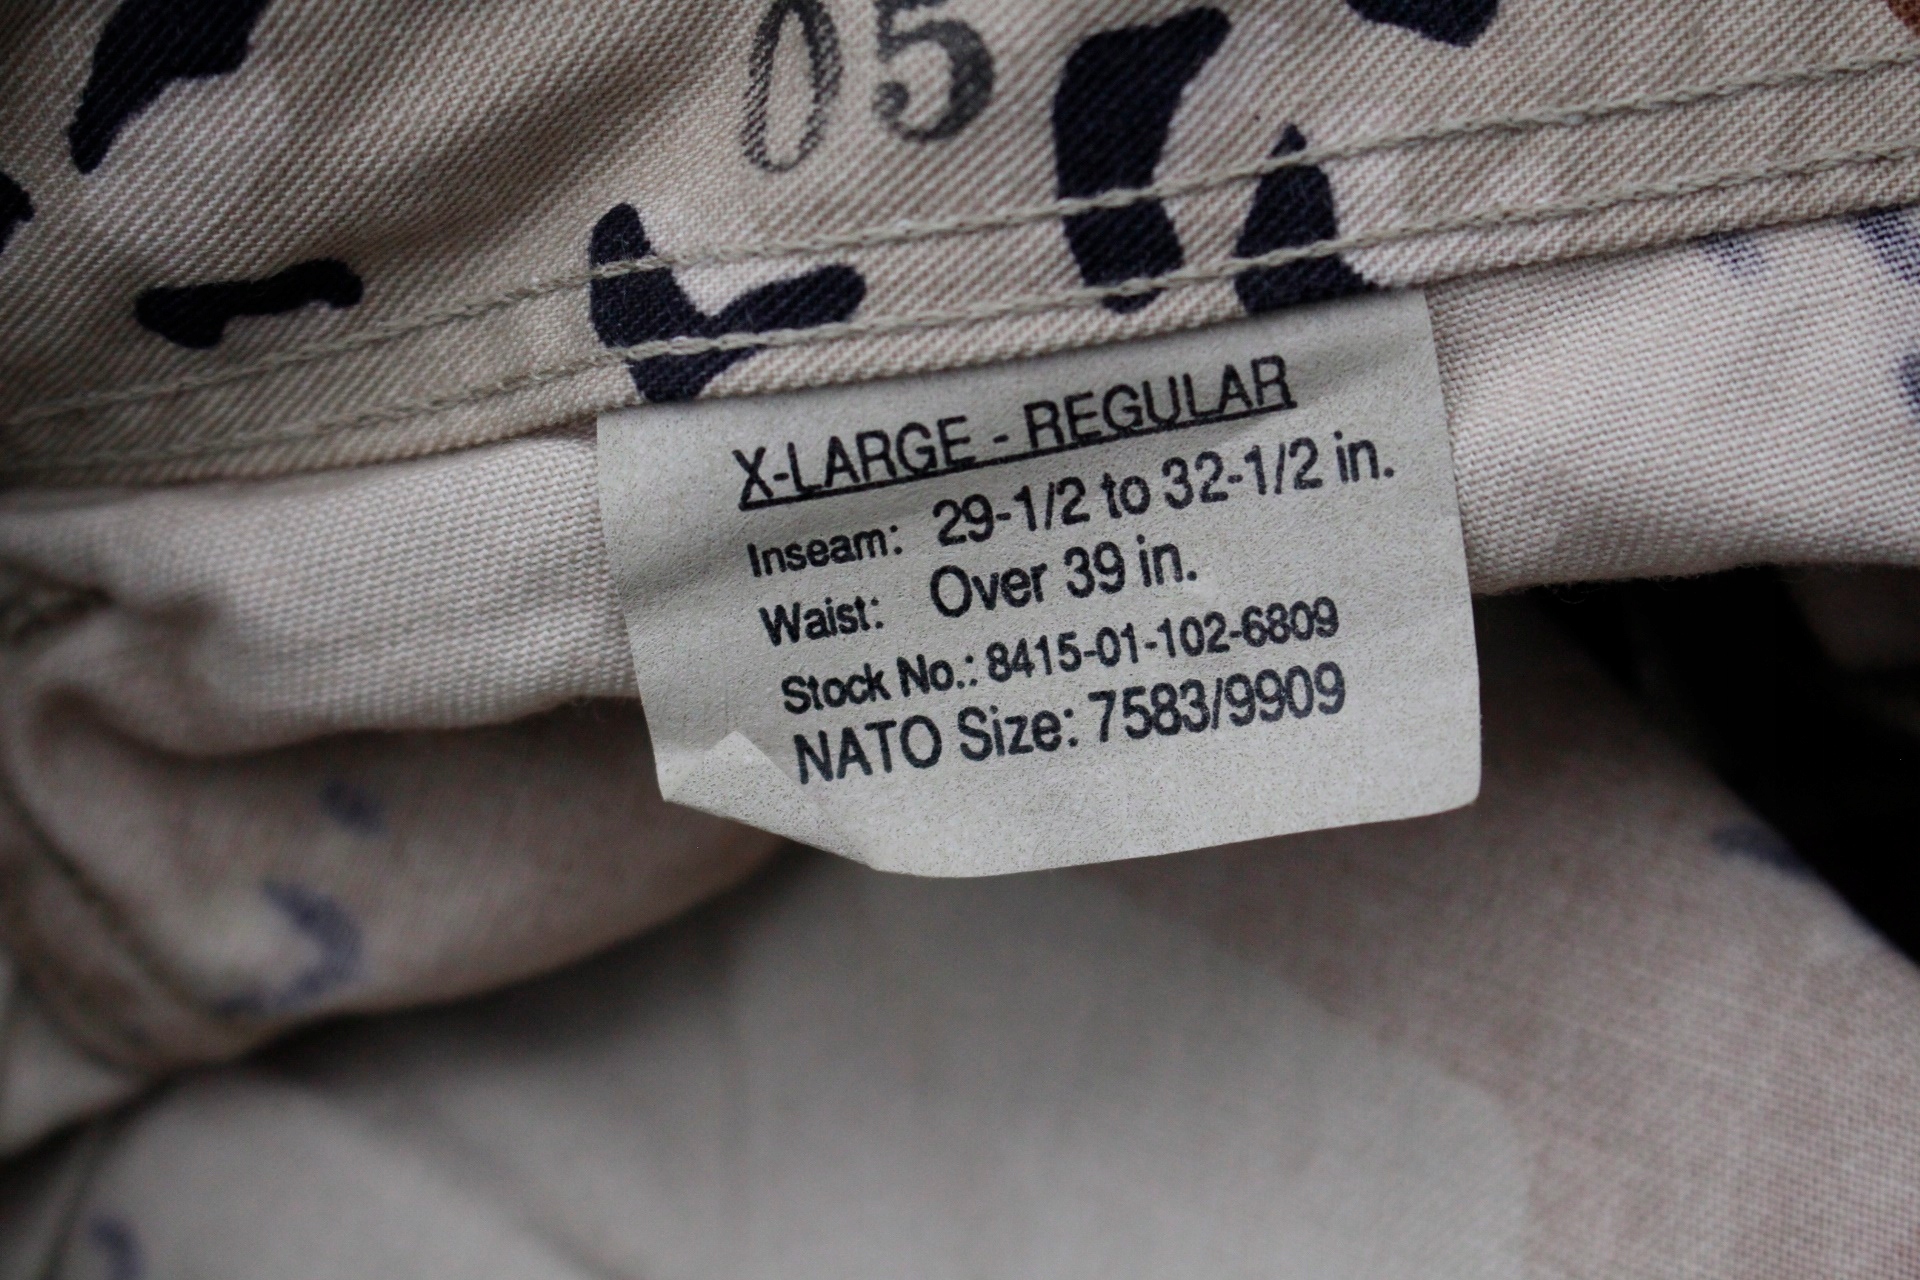 05
X-LARGE - REGULAR
Inseam: 29-1/2 to 32-1/2 in.
Waist: Over 39 in.
Stock No.: 8415-01-102-6809
NATO Size: 7583/9909